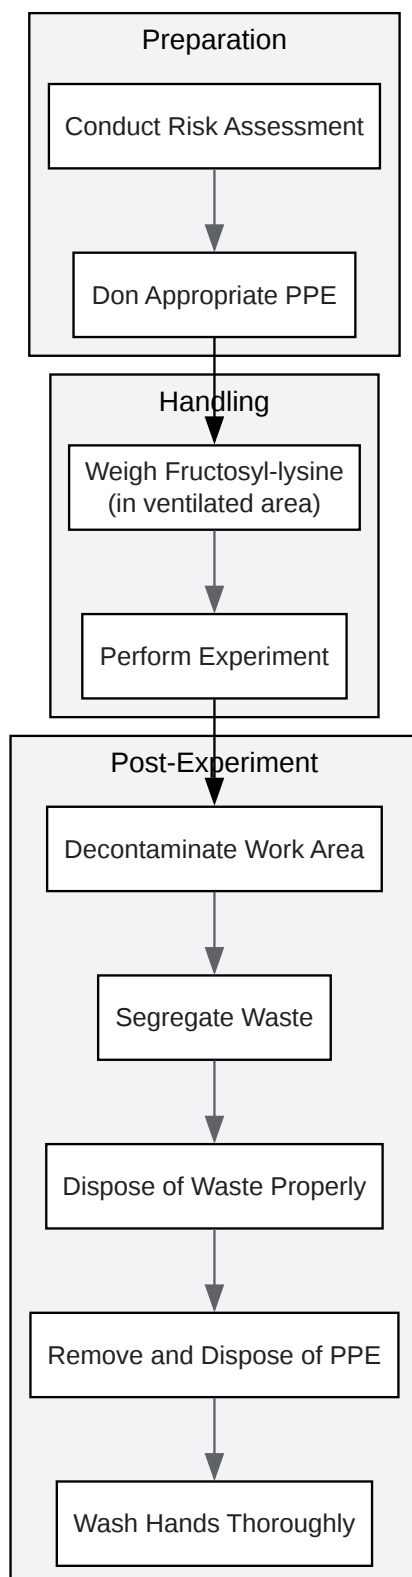 Preparation
Conduct Risk Assessment
Don Appropriate PPE
Handling
Weigh Fructosyl-lysine
(in ventilated area)
Perform Experiment
Post-Experiment
Decontaminate Work Area
Segregate Waste
Dispose of Waste Properly
Remove and Dispose of PPE
Wash Hands Thoroughly